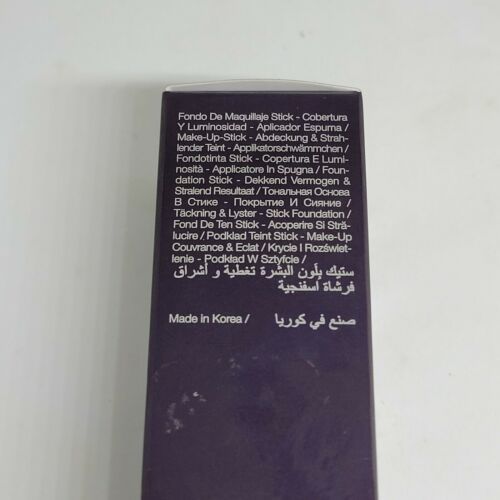 Fondo De Maquillaje Stick - Cobertura
Y Luminosidad - Aplicador Espuma /
Make-Up-Stick - Abdeckung & Strah-
lender Teint - Applikatorschwämmchen /
Fondotinta Stick - Copertura E Lumi-
nosità - Applicatore In Spugna / Foun-
dation Stick - Dekkend Vermogen &
Stralend Resultaat / Тональная Основа
В Стике - Покрытие И Сияние /
Täckning & Lyster - Stick Foundation /
Fond De Ten Stick - Acoperire Si Stră-
lucire / Podklad Teint Stick - Make-Up
Couvrance & Eclat / Krycie I Rozświet-
lenie - Podkład W Sztyfcie /
ستيك بلون البشرة تغطية و أشراق
فرشاة أسفنجية
Made in Korea / صنع في كوريا